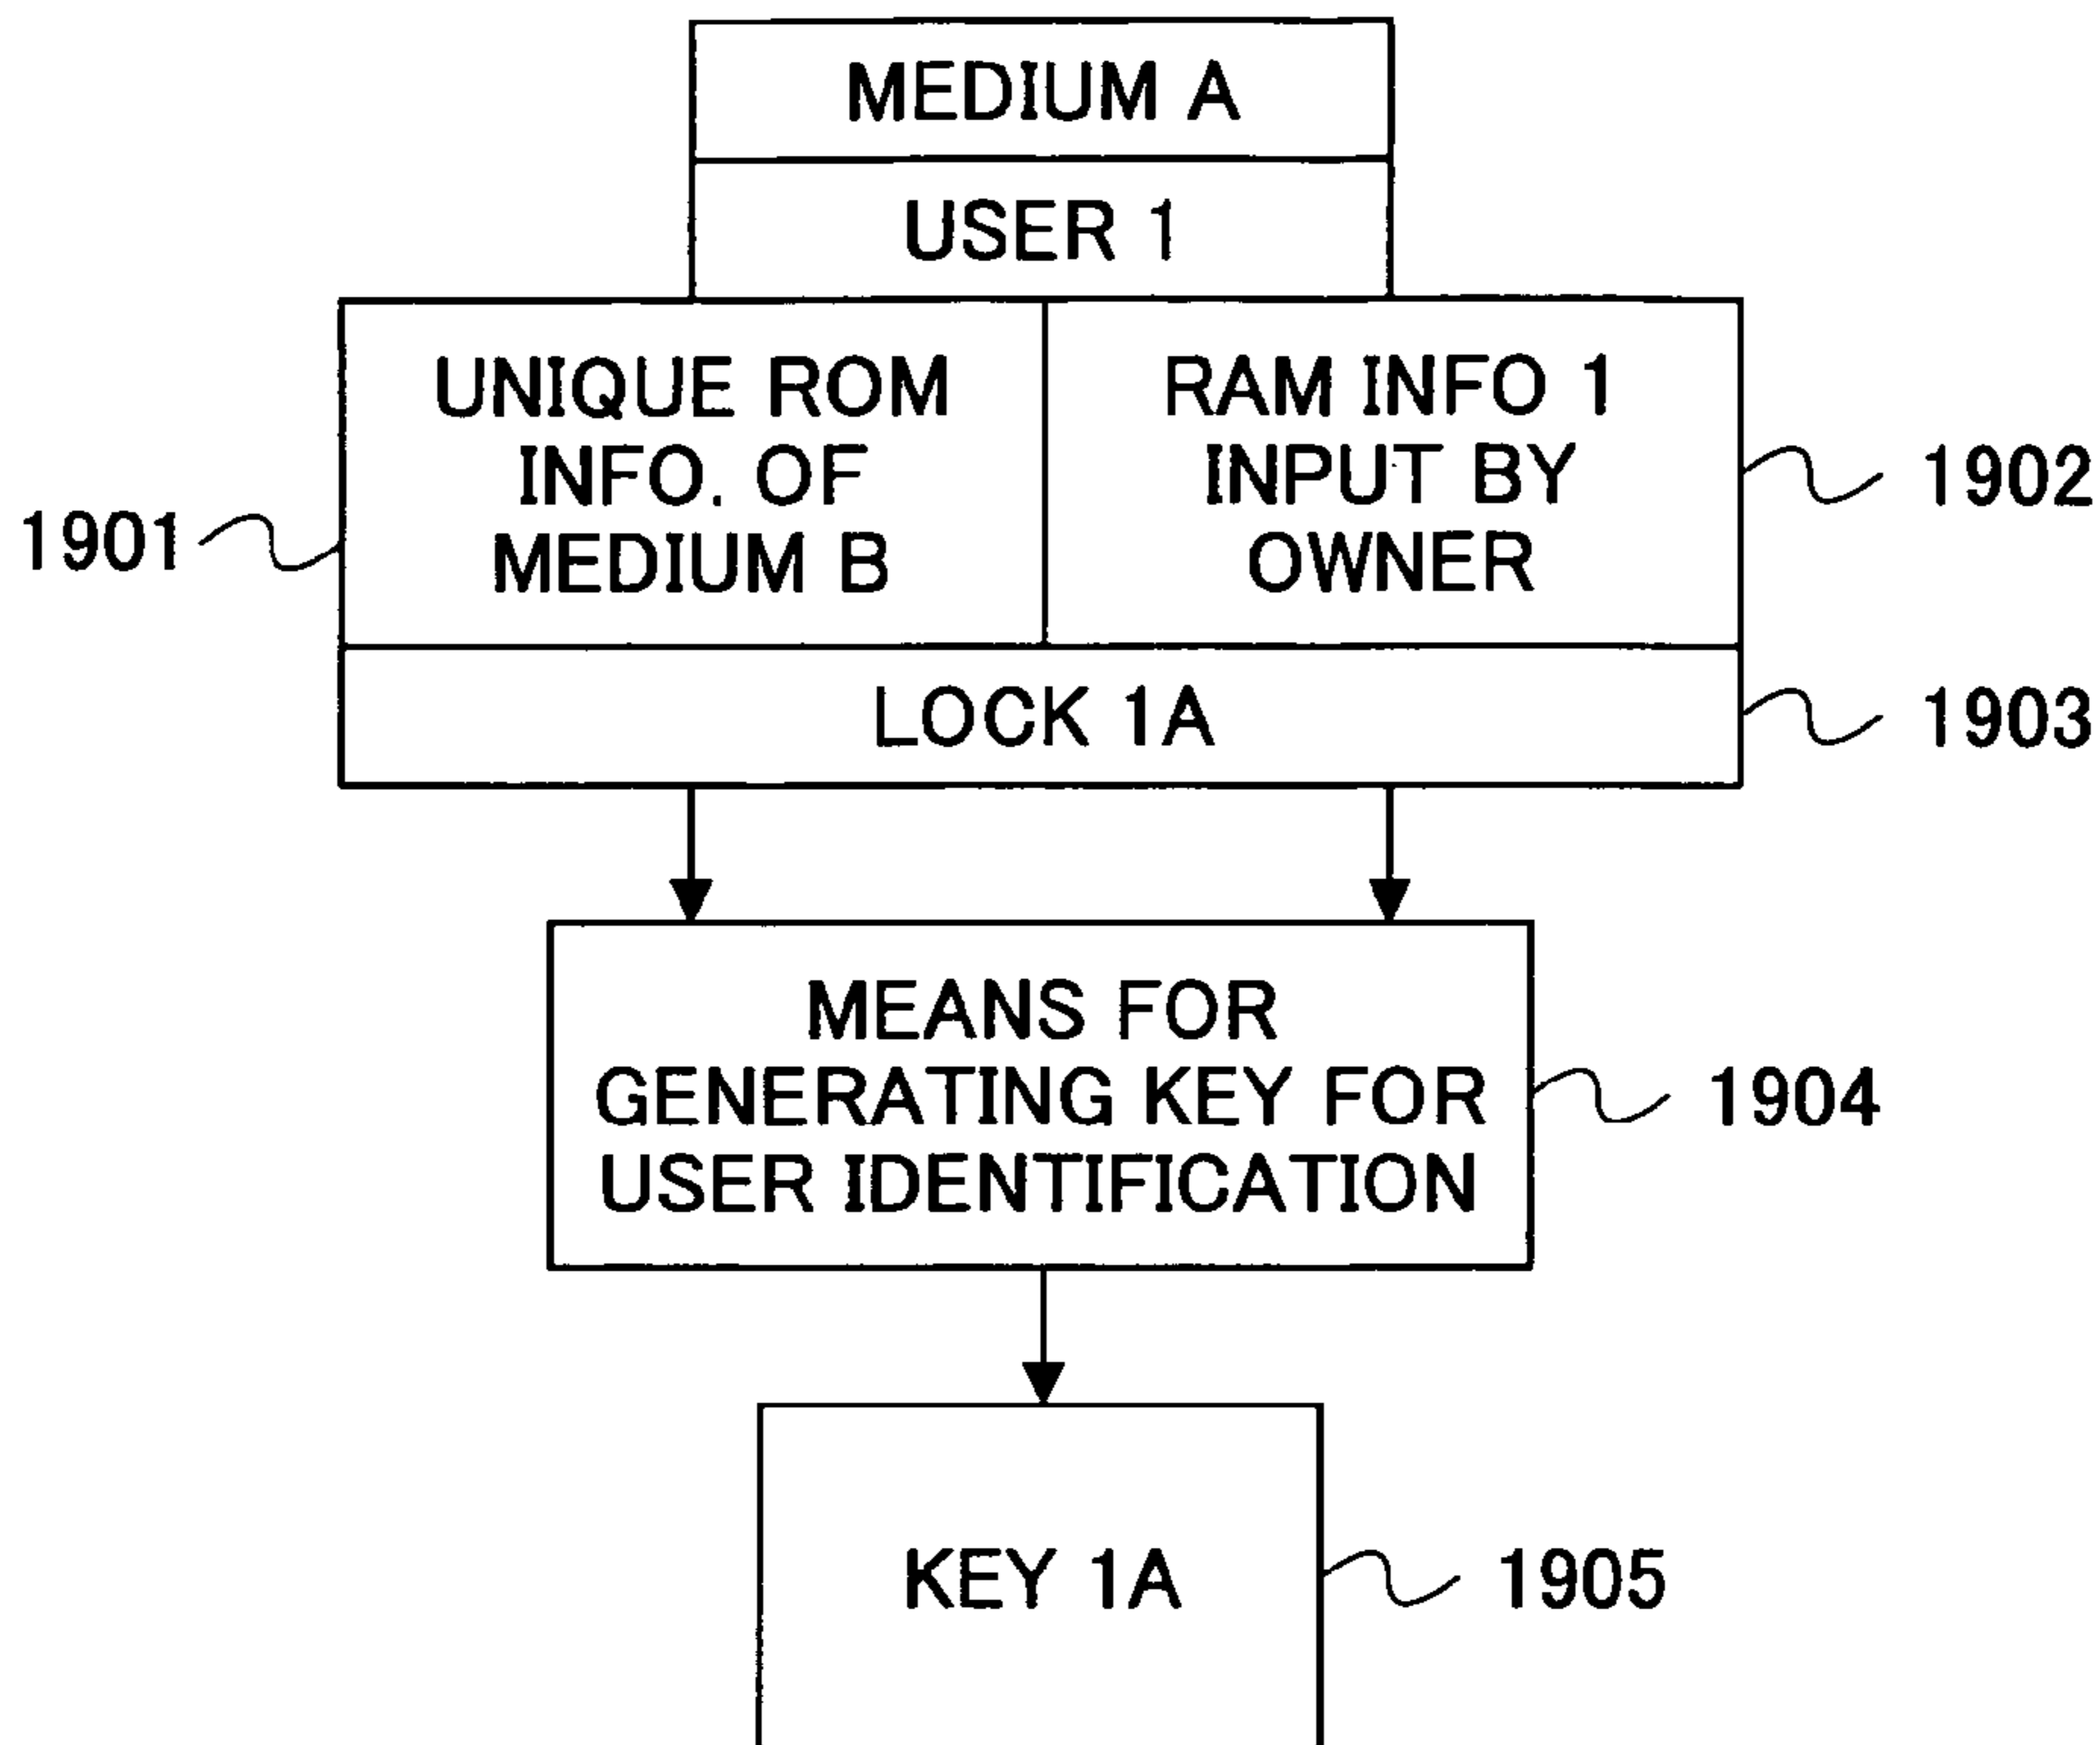 MEDIUM A
USER 1
UNIQUE ROM
INFO. OF
MEDIUM B
RAM INFO 1
INPUT BY
OWNER
1901
1902
LOCK 1A
1903
MEANS FOR
GENERATING KEY FOR
USER IDENTIFICATION
1904
KEY 1A
1905